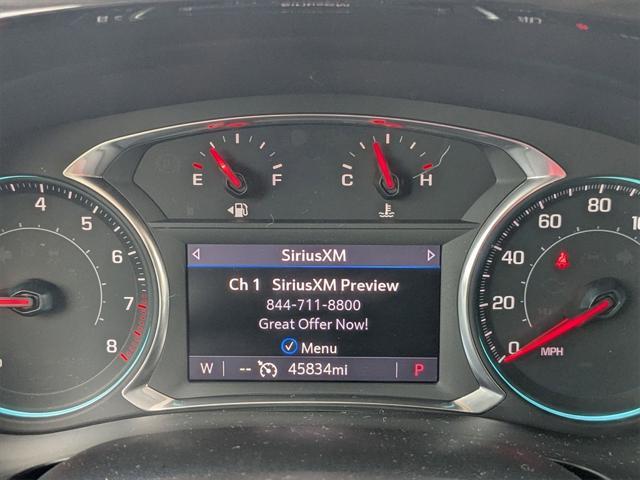 E F
C H
4
5
6
7
8
SiriusXM
Ch 1 SiriusXM Preview
844-711-8800
Great Offer Now!
Menu
W -- 45834mi P
0
20
40
60
80
MPH